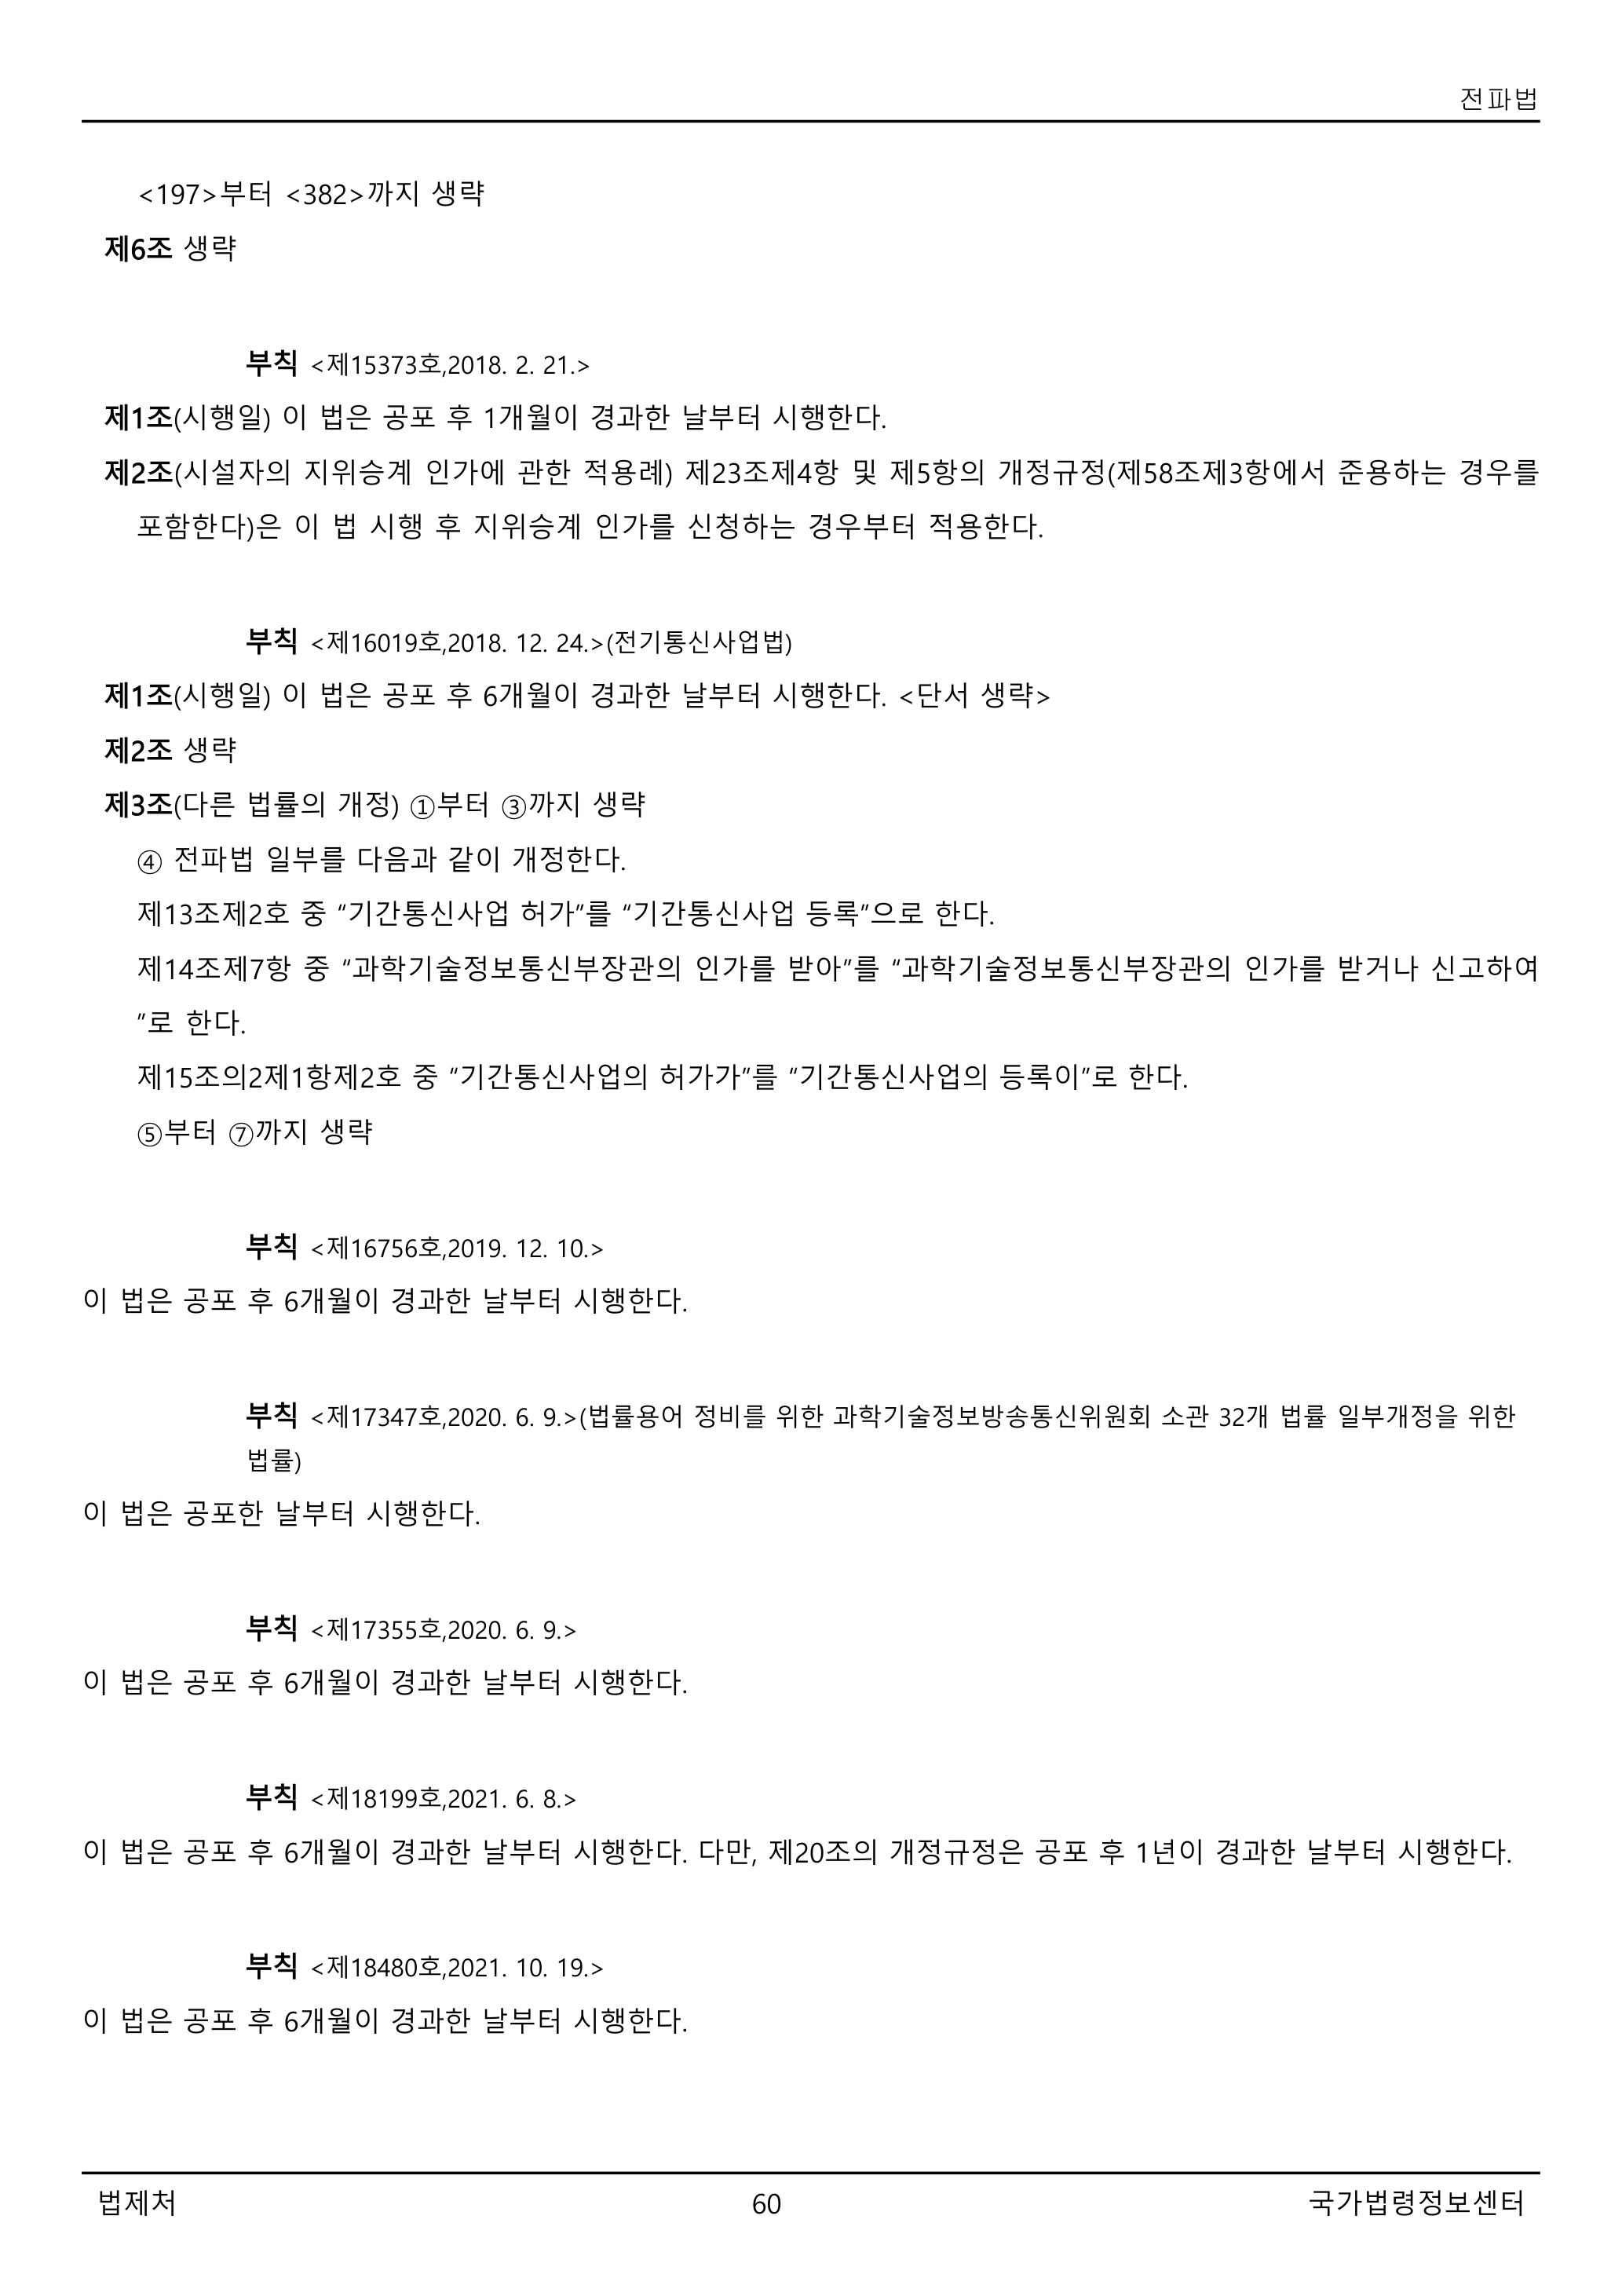 전파법
<197>부터 <382>까지 생략
제6조 생략
부칙 <제15373호,2018. 2. 21.>
제1조(시행일) 이 법은 공포 후 1개월이 경과한 날부터 시행한다.
제2조(시설자의 지위승계 인가에 관한 적용례) 제23조제4항 및 제5항의 개정규정(제58조제3항에서 준용하는 경우를
포함한다)은 이 법 시행 후 지위승계 인가를 신청하는 경우부터 적용한다.
부칙 <제16019호,2018. 12. 24.>(전기통신사업법)
제1조(시행일) 이 법은 공포 후 6개월이 경과한 날부터 시행한다. <단서 생략>
제2조 생략
제3조(다른 법률의 개정) ①부터 ③까지 생략
④ 전파법 일부를 다음과 같이 개정한다.
제13조제2호 중 “기간통신사업 허가”를 “기간통신사업 등록”으로 한다.
제14조제7항 중 “과학기술정보통신부장관의 인가를 받아”를 “과학기술정보통신부장관의 인가를 받거나 신고하여
”로 한다.
제15조의2제1항제2호 중 “기간통신사업의 허가가”를 “기간통신사업의 등록이”로 한다.
⑤부터 ⑦까지 생략
부칙 <제16756호,2019. 12. 10.>
이 법은 공포 후 6개월이 경과한 날부터 시행한다.
부칙 <제17347호,2020. 6. 9.>(법률용어 정비를 위한 과학기술정보방송통신위원회 소관 32개 법률 일부개정을 위한
법률)
이 법은 공포한 날부터 시행한다.
부칙 <제17355호,2020. 6. 9.>
이 법은 공포 후 6개월이 경과한 날부터 시행한다.
부칙 <제18199호,2021. 6. 8.>
이 법은 공포 후 6개월이 경과한 날부터 시행한다. 다만, 제20조의 개정규정은 공포 후 1년이 경과한 날부터 시행한다.
부칙 <제18480호,2021. 10. 19.>
이 법은 공포 후 6개월이 경과한 날부터 시행한다.
법제처 60 국가법령정보센터